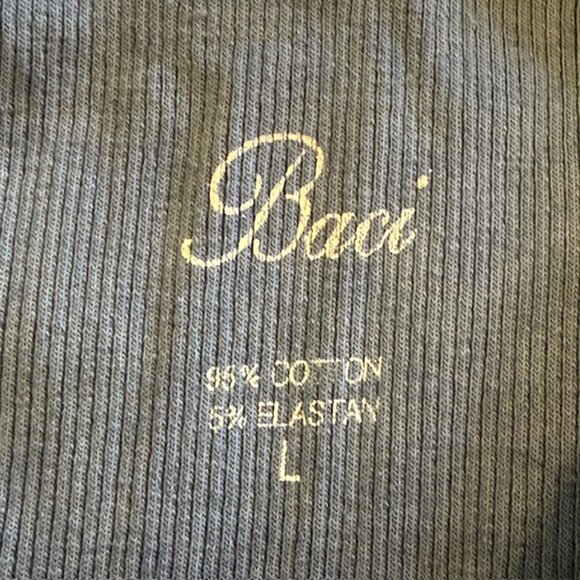 Baci
95% COTTON
5% ELASTAN
L